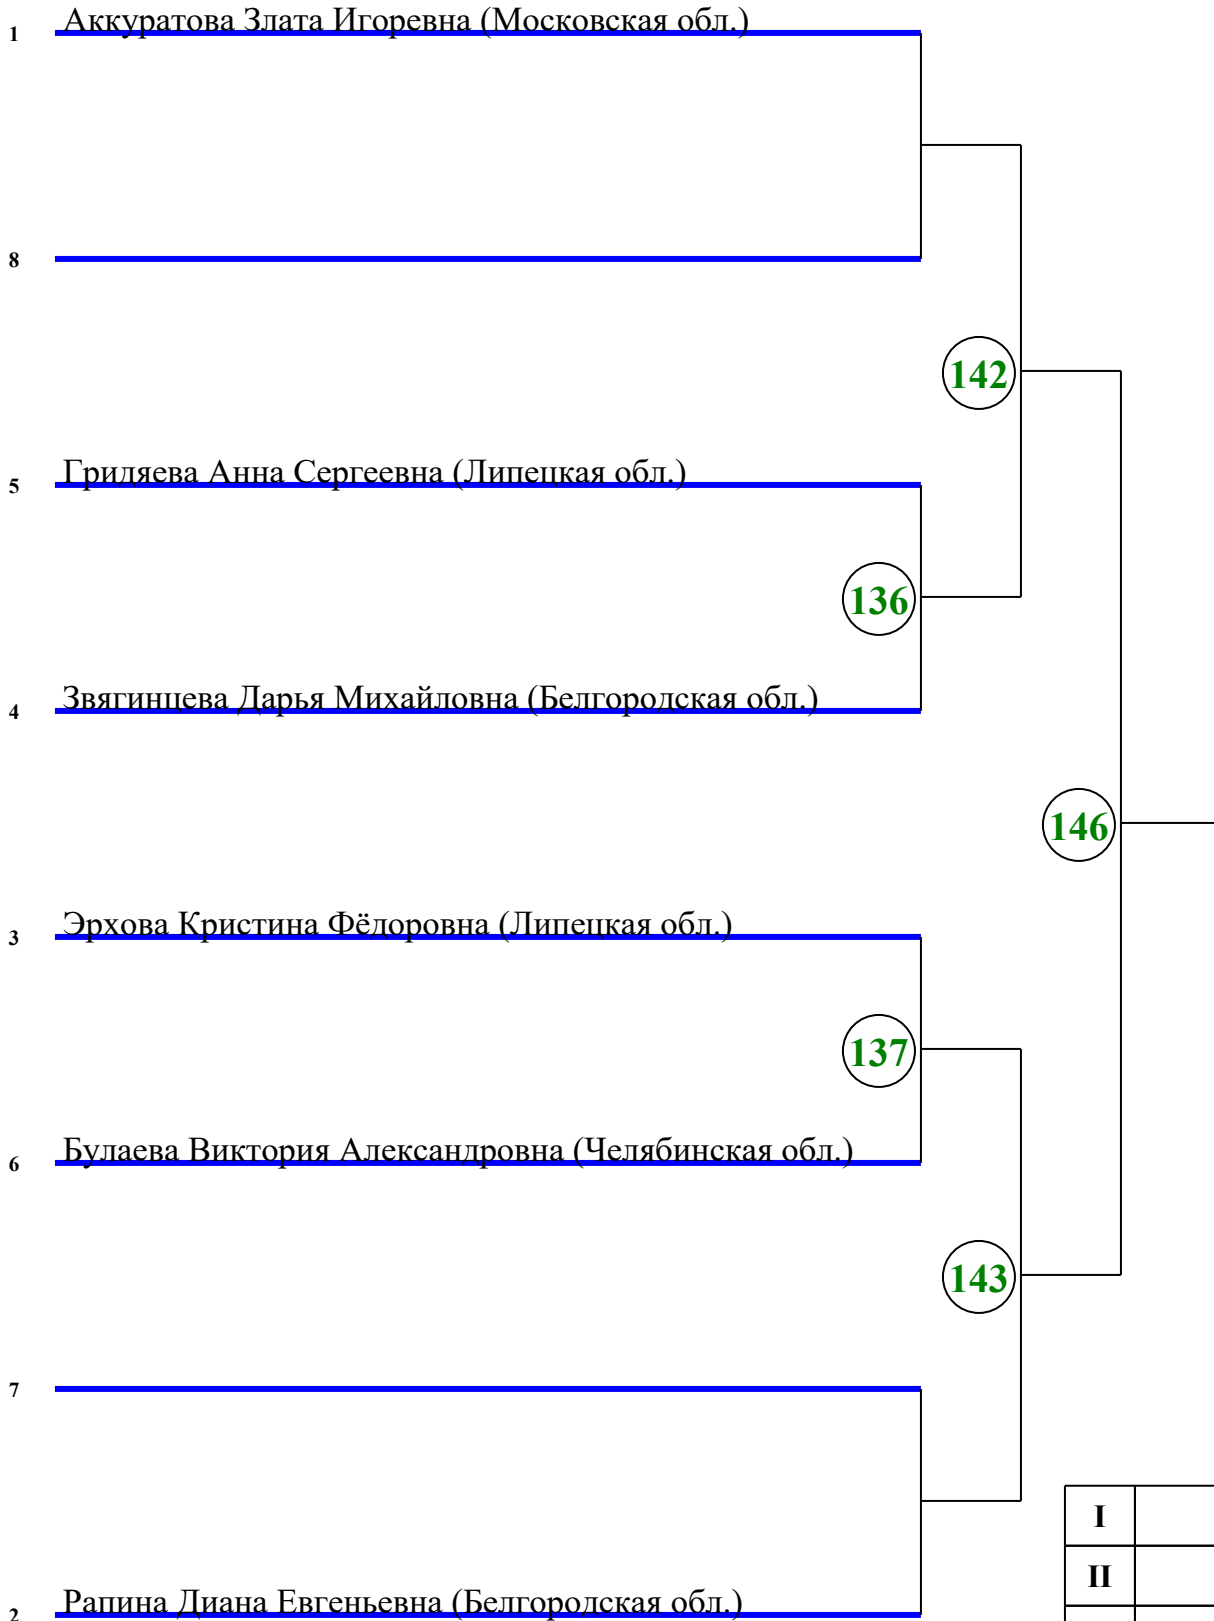 1 Аккуратова Злата Игоревна (Московская обл.)
8
142
5 Гридяева Анна Сергеевна (Липецкая обл.)
136
4 Звягинцева Дарья Михайловна (Белгородская обл.)
146
3 Эрхова Кристина Фёдоровна (Липецкая обл.)
137
6 Булаева Виктория Александровна (Челябинская обл.)
143
7
I
II
2 Рапина Диана Евгеньевна (Белгородская обл.)